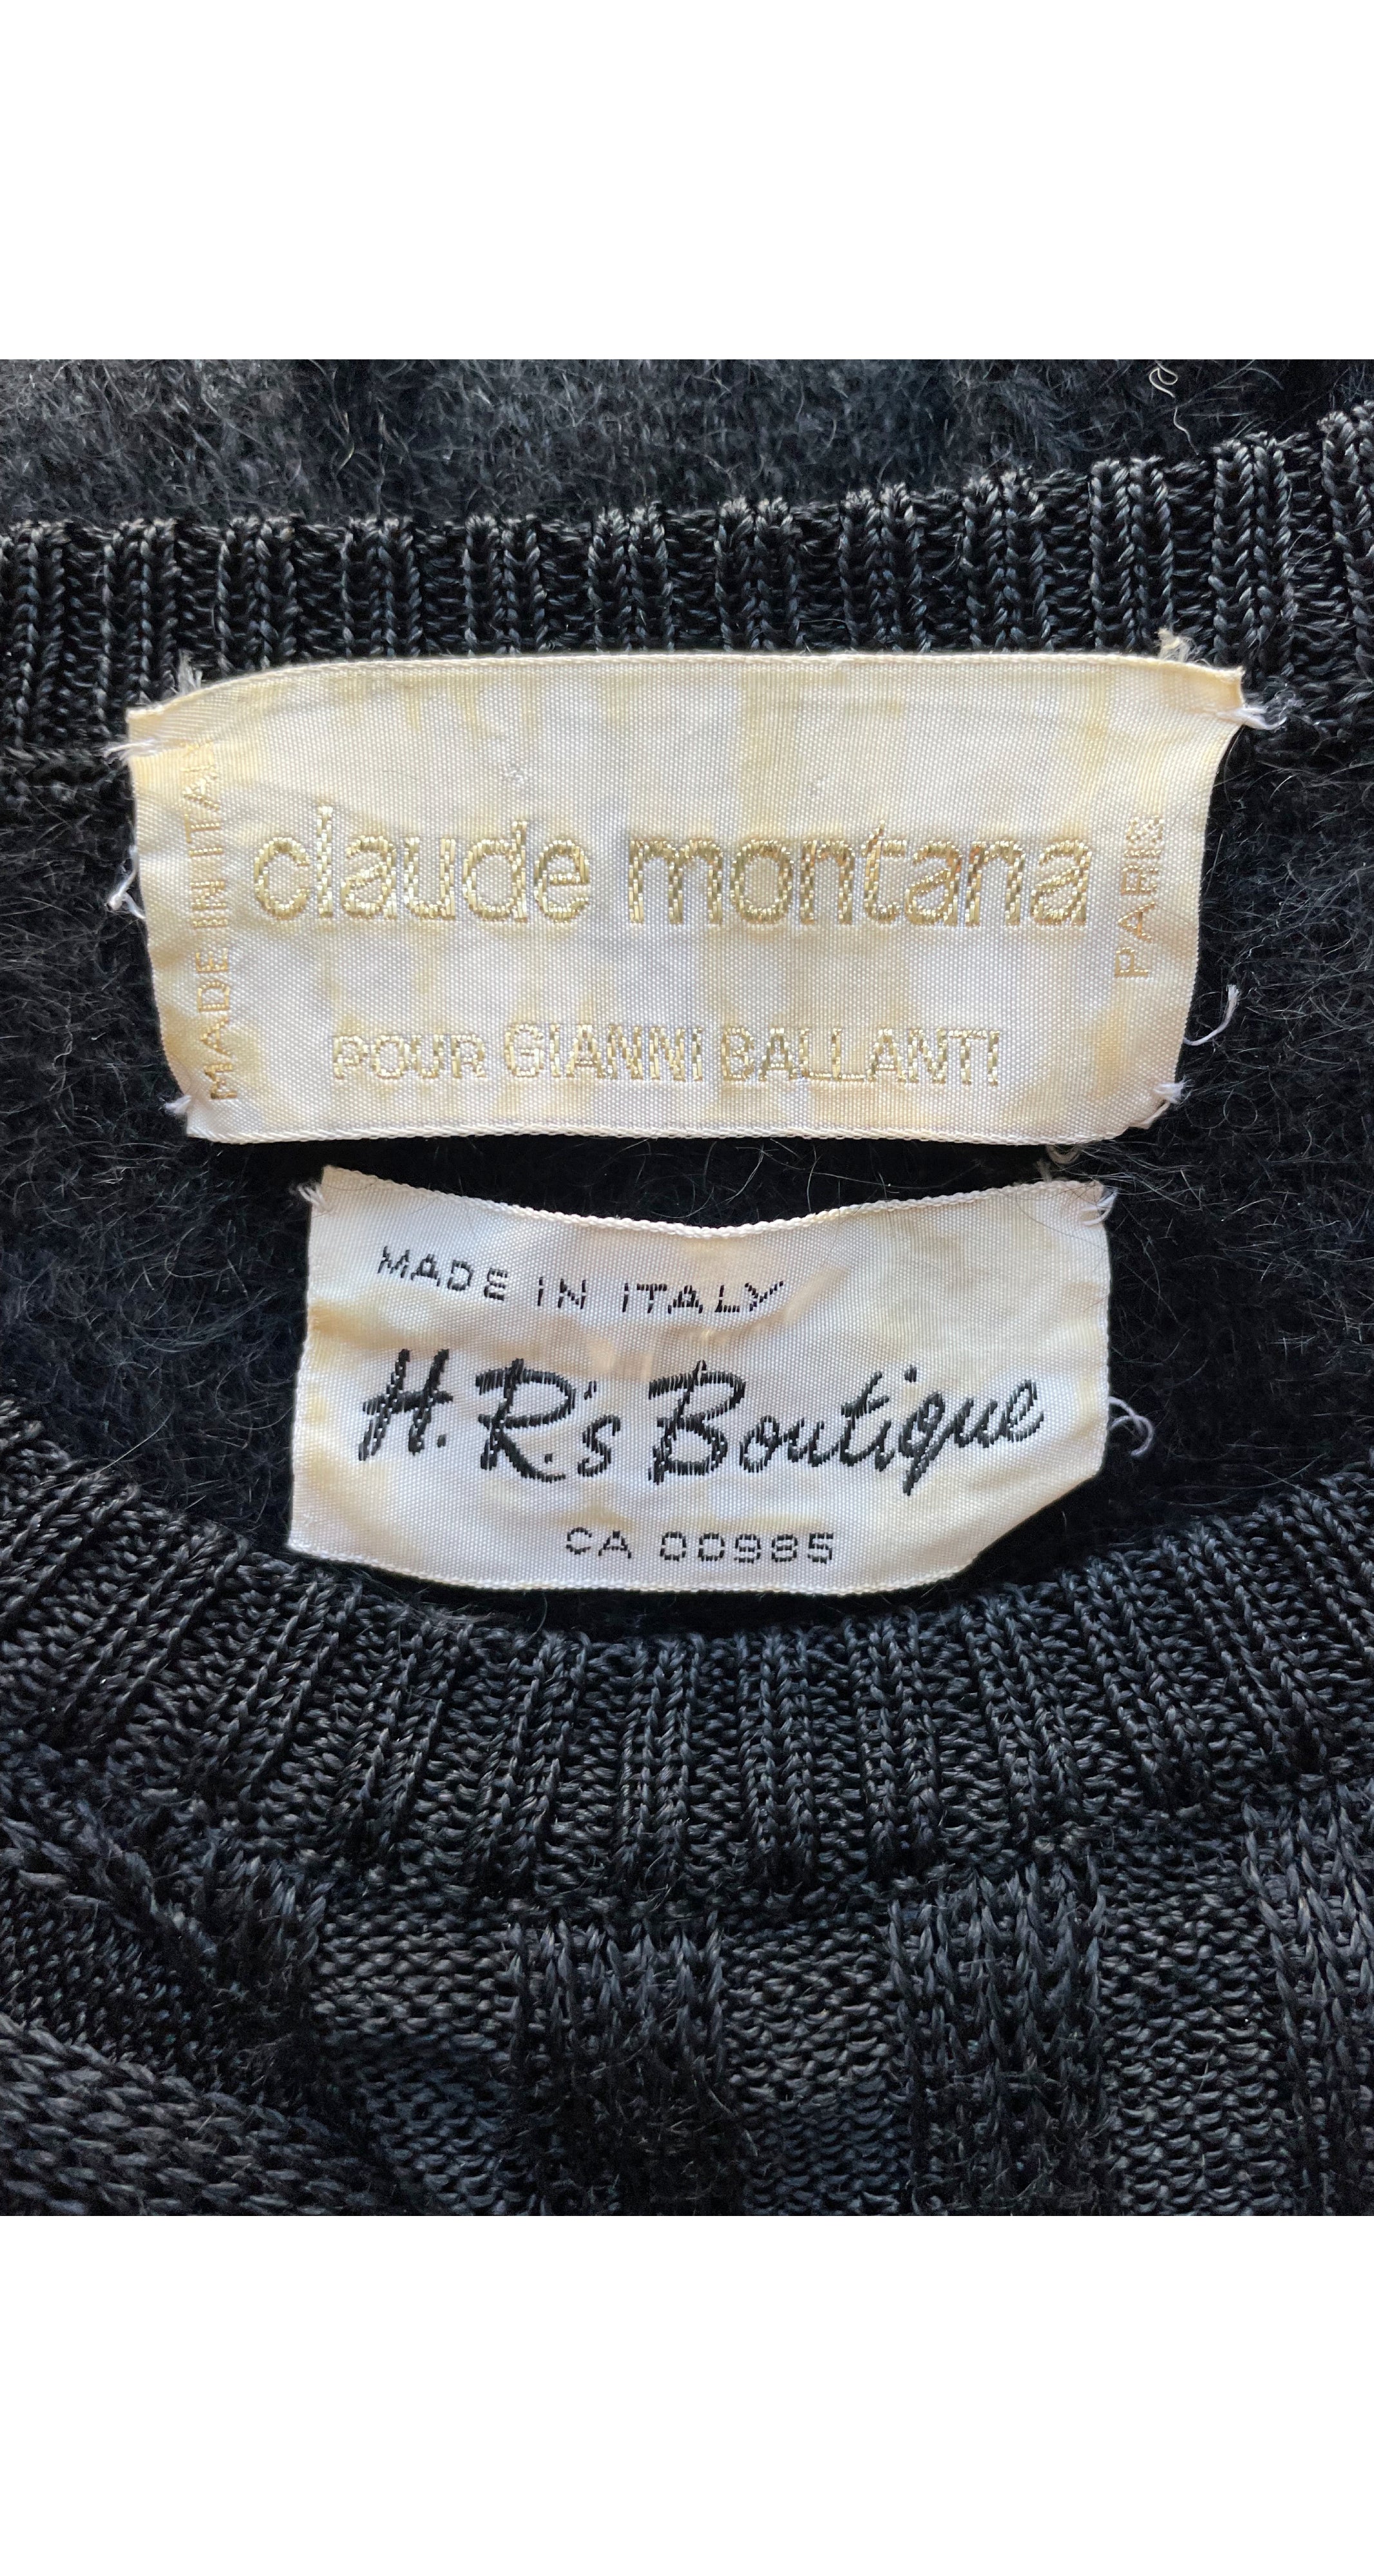 MADE IN ITALY
claude montana
PARIS
POUR GIANNI BALLANTI
MADE IN ITALY
H.R.'s Boutique
CA 00985